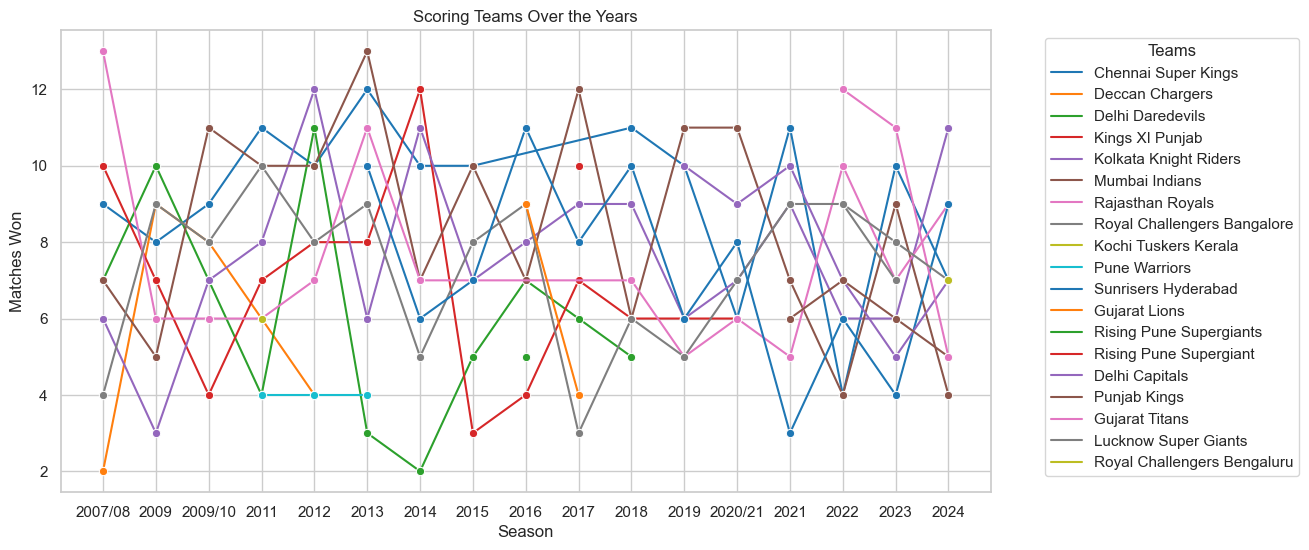 Scoring Teams Over the Years
Matches Won
12
10
8
6
4
2
2007/08 2009 2009/10 2011 2012 2013 2014 2015 2016 2017 2018 2019 2020/21 2021 2022 2023 2024
Season
Teams
Chennai Super Kings
Deccan Chargers
Delhi Daredevils
Kings XI Punjab
Kolkata Knight Riders
Mumbai Indians
Rajasthan Royals
Royal Challengers Bangalore
Kochi Tuskers Kerala
Pune Warriors
Sunrisers Hyderabad
Gujarat Lions
Rising Pune Supergiants
Rising Pune Supergiant
Delhi Capitals
Punjab Kings
Gujarat Titans
Lucknow Super Giants
Royal Challengers Bengaluru